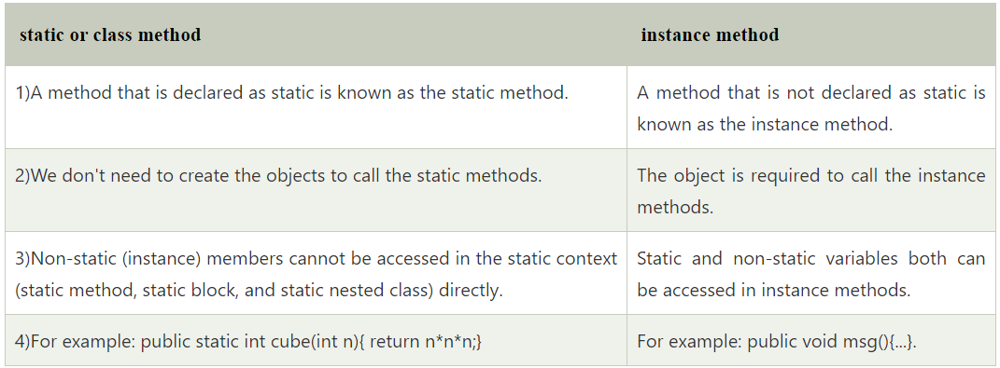 static or class method
instance method
1)A method that is declared as static is known as the static method.
A method that is not declared as static is
known as the instance method.
2)We don't need to create the objects to call the static methods.
The object is required to call the instance
methods.
3)Non-static (instance) members cannot be accessed in the static context
(static method, static block, and static nested class) directly.
Static and non-static variables both can
be accessed in instance methods.
4)For example: public static int cube(int n){ return n*n*n;}
For example: public void msg(){...}.